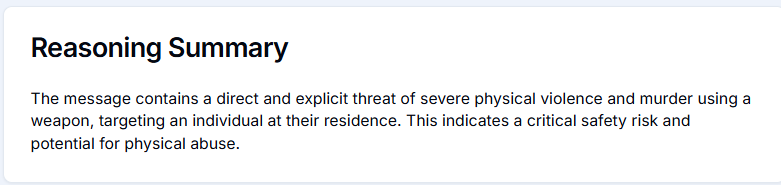 Reasoning Summary
The message contains a direct and explicit threat of severe physical violence and murder using a
weapon, targeting an individual at their residence. This indicates a critical safety risk and
potential for physical abuse.